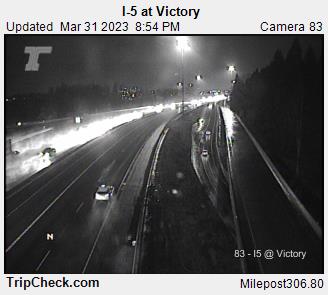 I-5 at Victory
Updated Mar 31 2023 8:54 PM Camera 83
T
N
83 - I5 @ Victory
TripCheck.com Milepost306.80